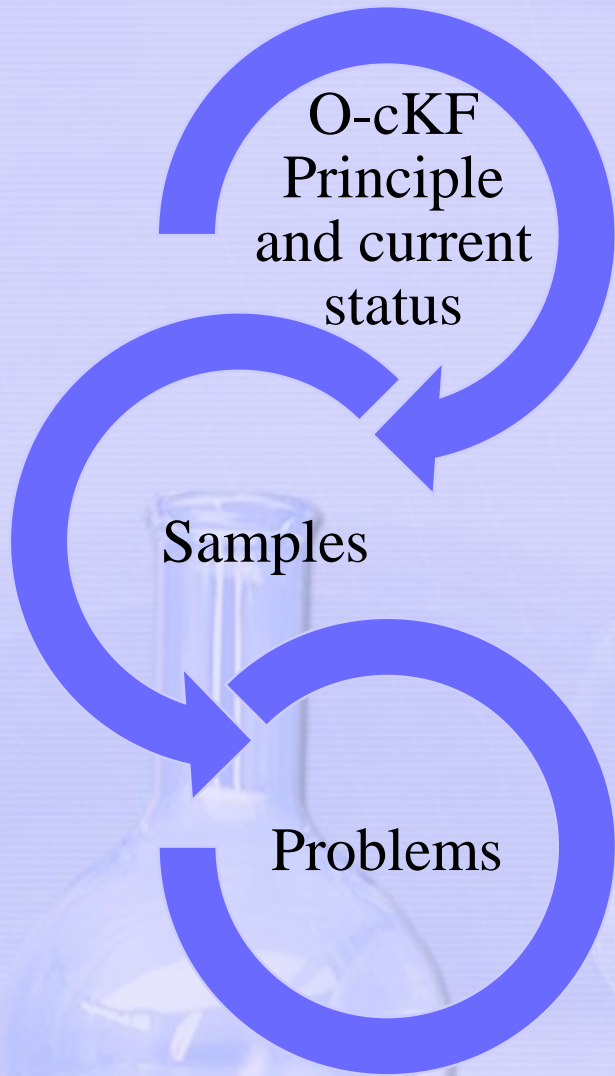 O-cKF
Principle
and current
status
Samples
Problems